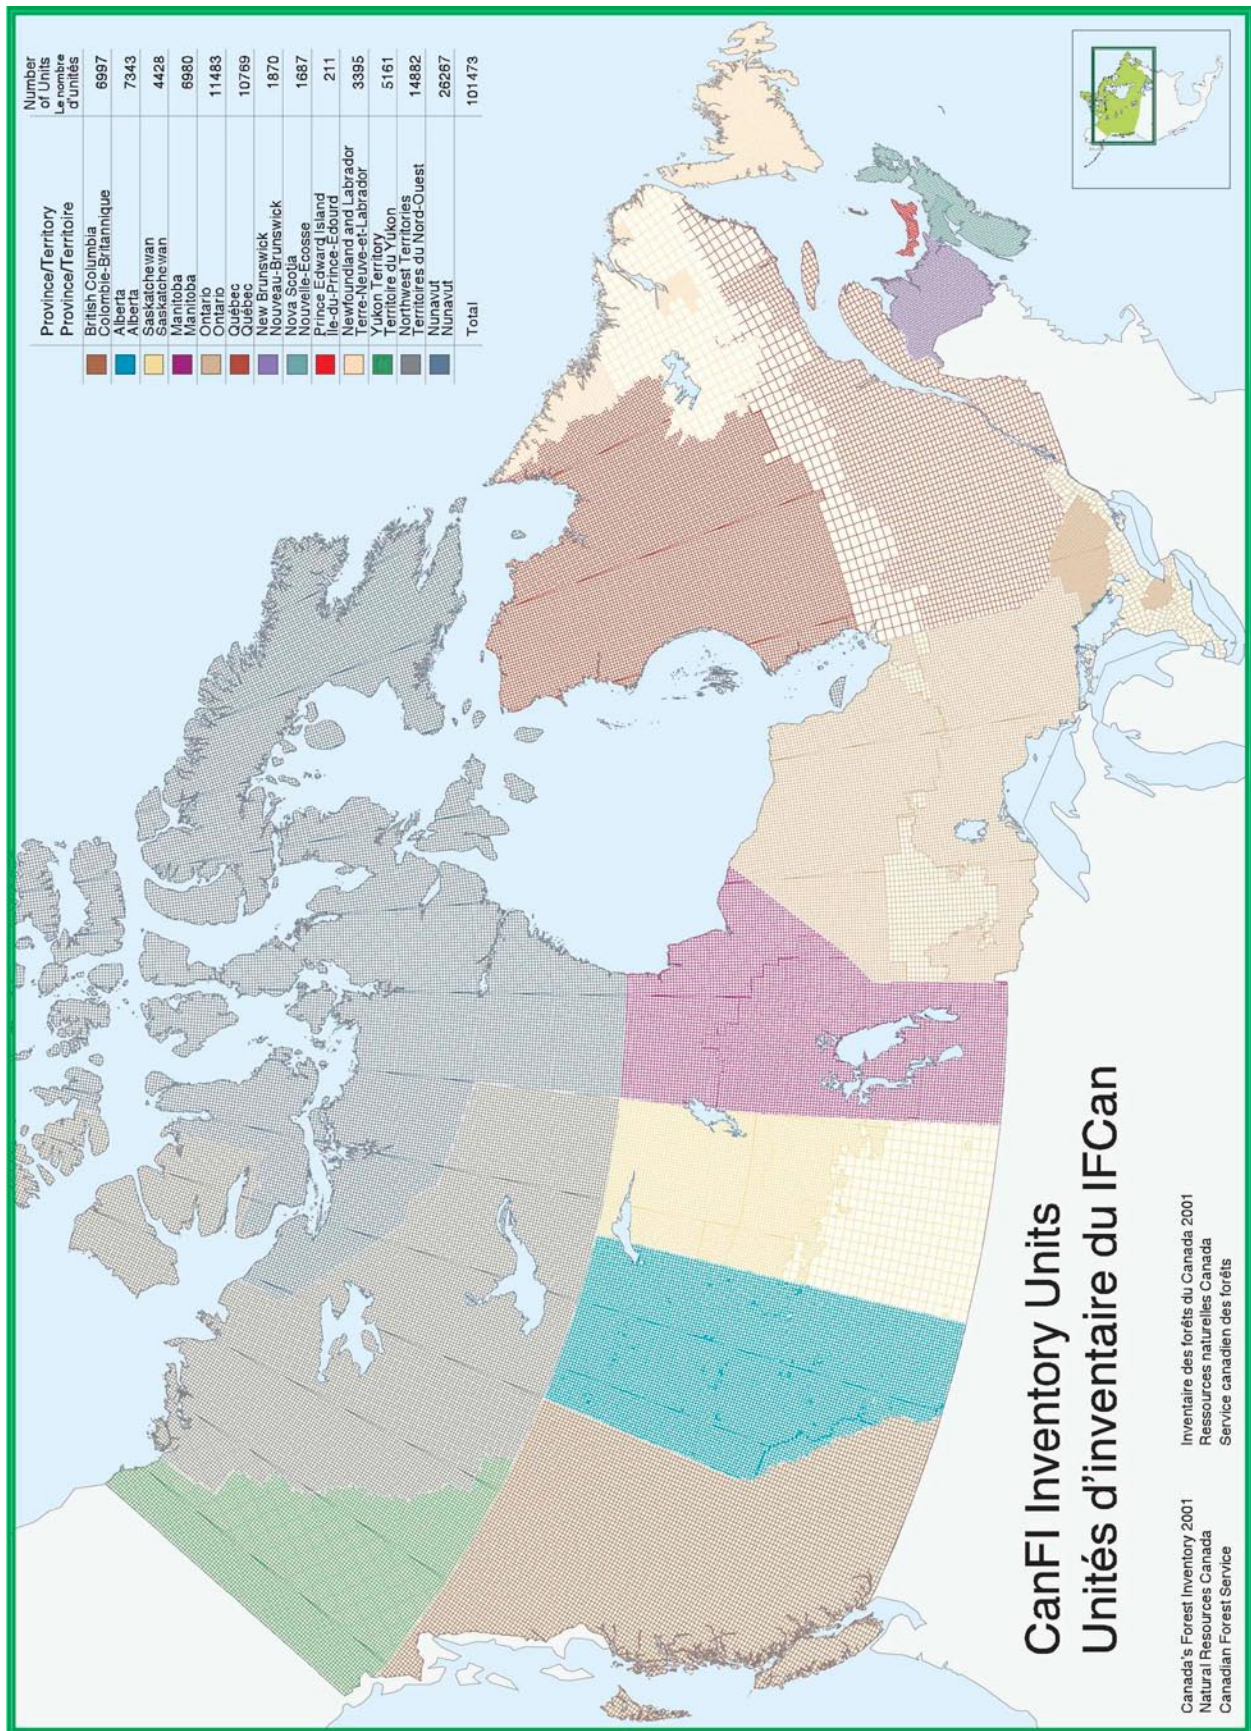 Province/Territory Number
Province/Territoire of Units
Le nombre
d'unités
British Columbia 6997
Colombie-Britannique
Alberta 7343
Alberta
Saskatchewan 4428
Saskatchewan
Manitoba 6980
Manitoba
Ontario 11483
Ontario
Québec 10769
Québec
New Brunswick 1870
Nouveau-Brunswick
Nova Scotia 1687
Nouvelle-Ecosse
Prince Edward Island 211
Île-du-Prince-Edourd
Newfoundland and Labrador 3395
Terre-Neuve-et-Labrador
Yukon Territory 5161
Territoire du Yukon
Northwest Territories 14882
Territoires du Nord-Ouest
Nunavut 26267
Nunavut
Total 101473
CanFI Inventory Units
Unités d'inventaire du IFCan
Canada's Forest Inventory 2001
Natural Resources Canada
Canadian Forest Service
Inventaire des forêts du Canada 2001
Ressources naturelles Canada
Service canadien des forêts